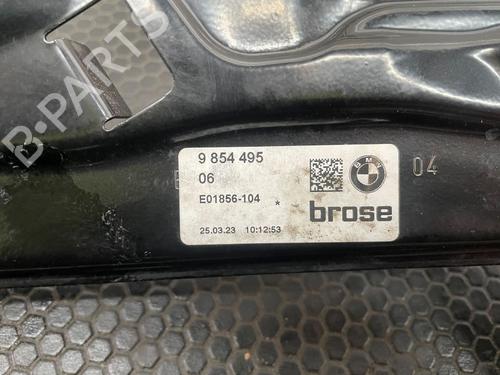 B-PARTS
9 854 495
06
BMW
04
E01856-104 *
brose
25.03.23 10:12:53